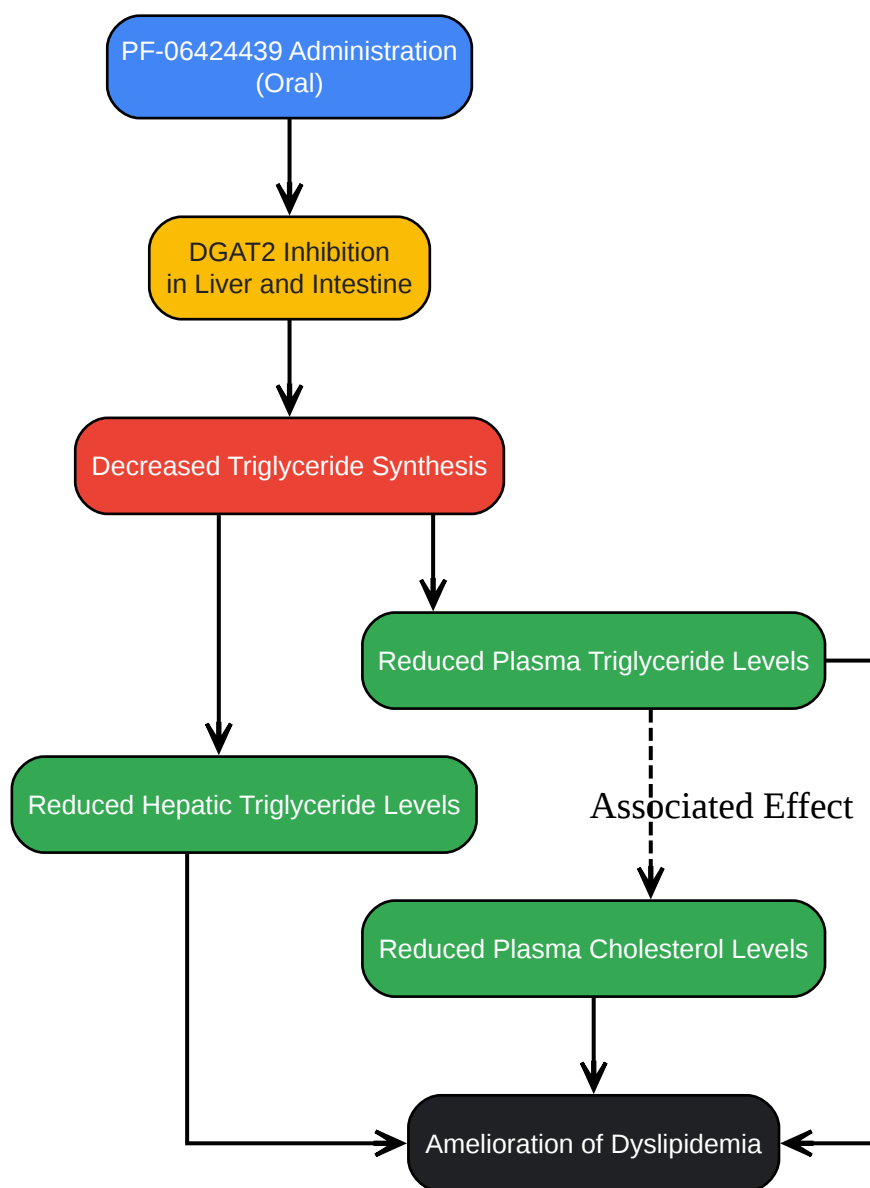 PF-06424439 Administration
(Oral)
DGAT2 Inhibition
in Liver and Intestine
Decreased Triglyceride Synthesis
Reduced Plasma Triglyceride Levels
Reduced Hepatic Triglyceride Levels
Associated Effect
Reduced Plasma Cholesterol Levels
Amelioration of Dyslipidemia